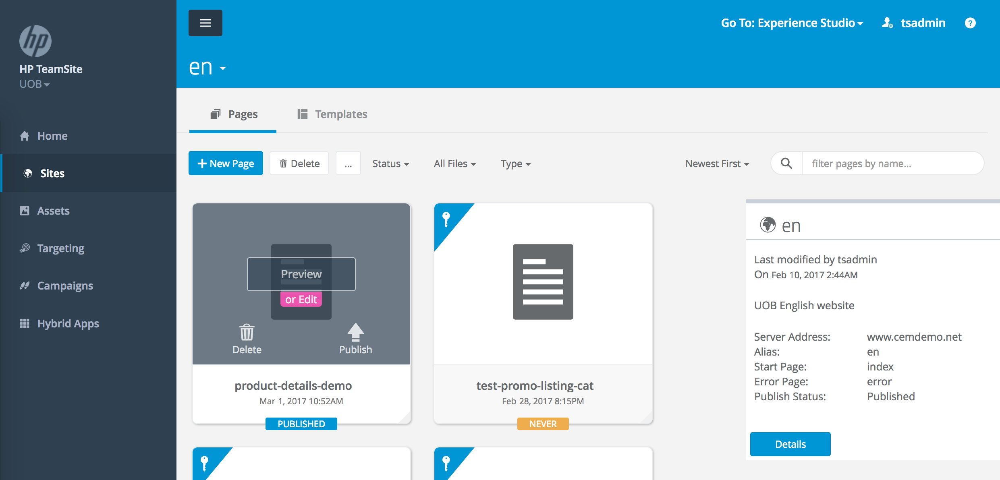 hp
HP TeamSite
UOB
Home
Sites
Assets
Targeting
Campaigns
Hybrid Apps
Go To: Experience Studio
tsadmin
?
en
Pages
Templates
New Page
Delete
...
Status
All Files
Type
Newest First
filter pages by name...
Preview
or Edit
Delete
Publish
product-details-demo
Mar 1, 2017 10:52AM
PUBLISHED
test-promo-listing-cat
Feb 28, 2017 8:15PM
NEVER
en
Last modified by tsadmin
On Feb 10, 2017 2:44AM
UOB English website
Server Address: www.cemdemo.net
Alias: en
Start Page: index
Error Page: error
Publish Status: Published
Details